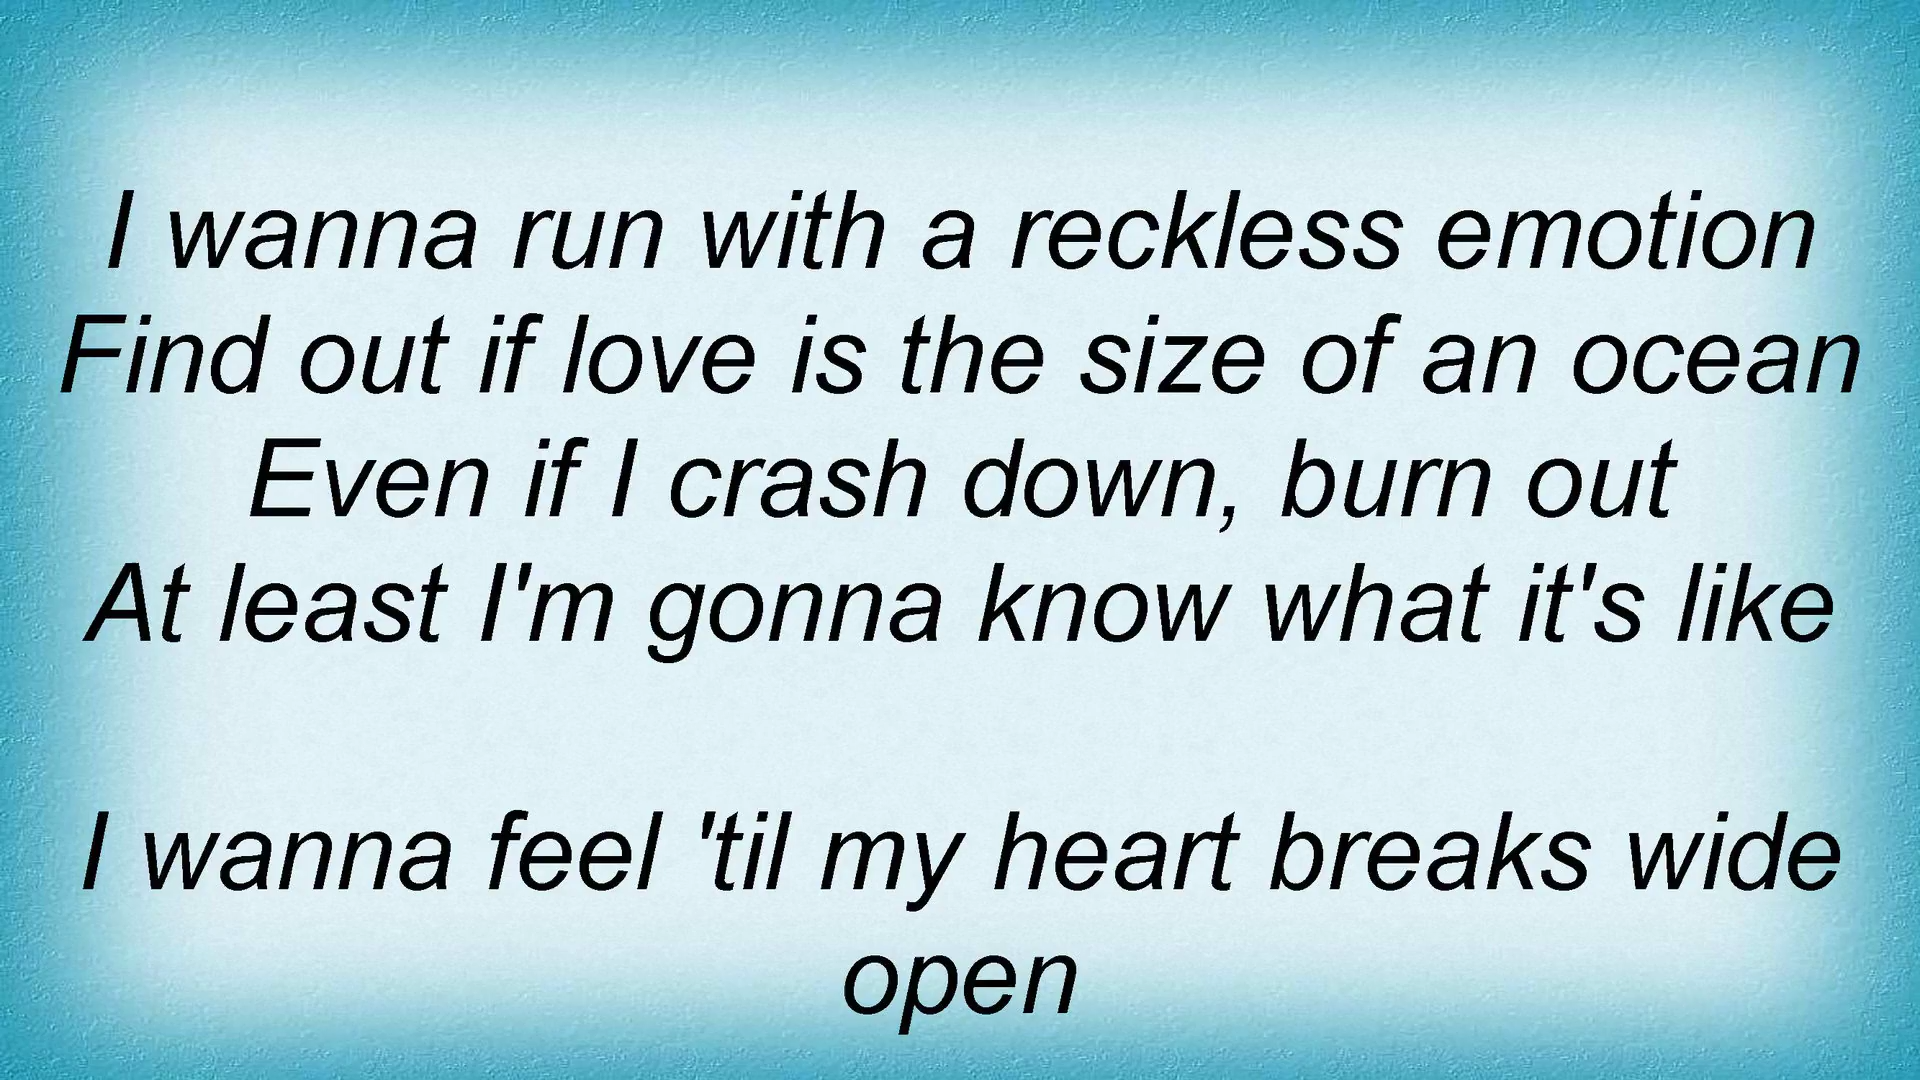 I wanna run with a reckless emotion
Find out if love is the size of an ocean
Even if I crash down, burn out
At least I'm gonna know what it's like
I wanna feel 'til my heart breaks wide
open